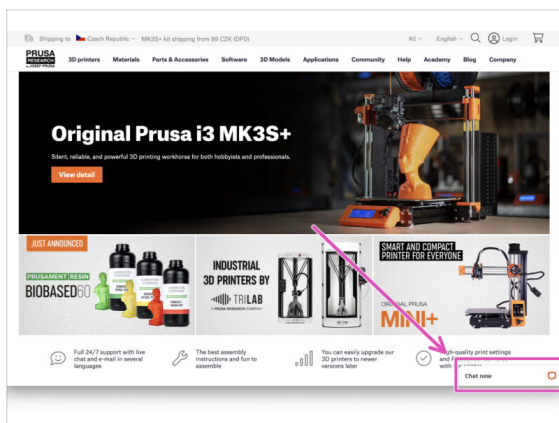 Shipping to Czech Republic MK3S+ kit shipping from 99 CZK (DPD) Kč English Login
PRUSA
RESEARCH
by JOSEF PRUSA
3D printers Materials Parts & Accessories Software 3D Models Applications Community Help Academy Blog Company
Original Prusa i3 MK3S+
Silent, reliable, and powerful 3D printing workhorse for both hobbyists and professionals.
View detail
JUST ANNOUNCED
PRUSAMENT RESIN
BIOBASED60
INDUSTRIAL
3D PRINTERS BY
TRILAB
A PRUSA RESEARCH COMPANY
SMART AND COMPACT
PRINTER FOR EVERYONE
ORIGINAL PRUSA
MINI+
Full 24/7 support with live
chat and e-mail in several
languages
The best assembly
instructions and fun to
assemble
You can easily upgrade our
3D printers to newer
versions later
high-quality print settings
and
with
Chat now